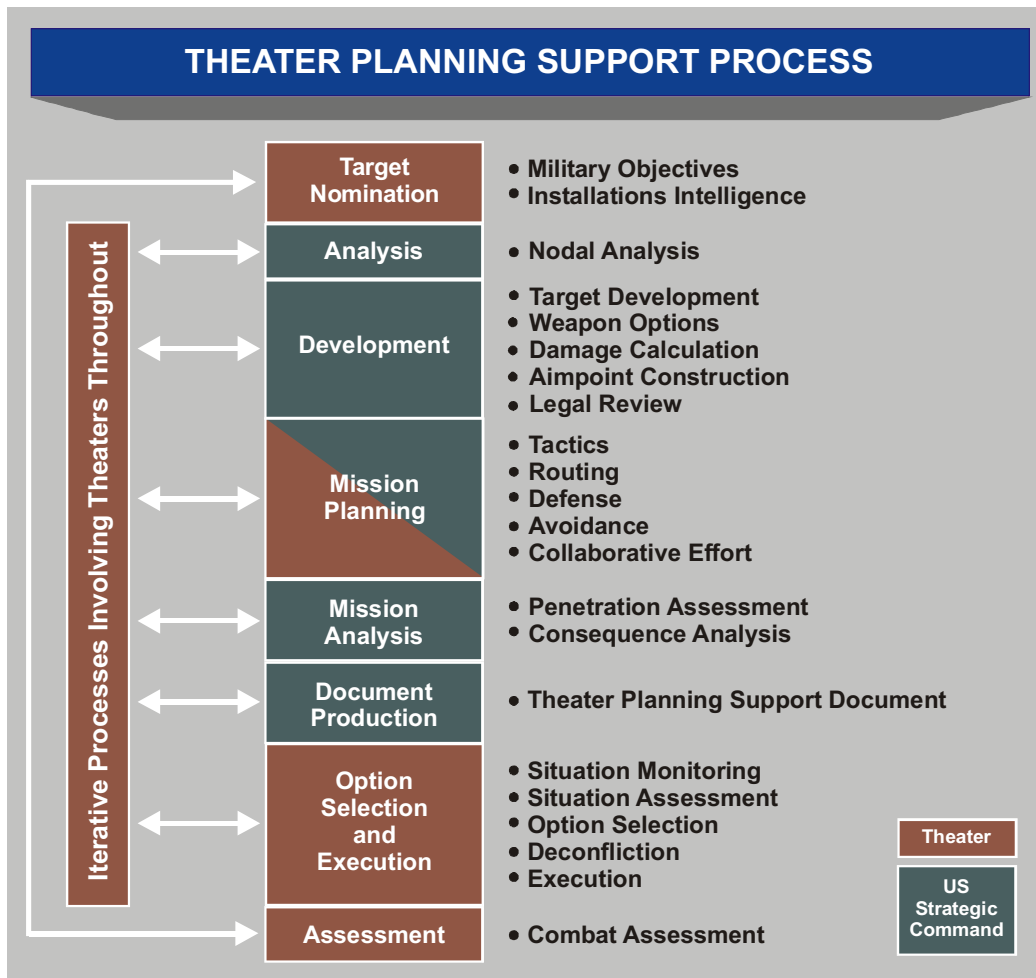 THEATER PLANNING SUPPORT PROCESS
Iterative Processes Involving Theaters Throughout
Target
Nomination
• Military Objectives
• Installations Intelligence
Analysis
• Nodal Analysis
Development
• Target Development
• Weapon Options
• Damage Calculation
• Aimpoint Construction
• Legal Review
Mission
Planning
• Tactics
• Routing
• Defense
• Avoidance
• Collaborative Effort
Mission
Analysis
• Penetration Assessment
• Consequence Analysis
Document
Production
• Theater Planning Support Document
Option
Selection
and
Execution
• Situation Monitoring
• Situation Assessment
• Option Selection
• Deconfliction
• Execution
Assessment
• Combat Assessment
Theater
US
Strategic
Command